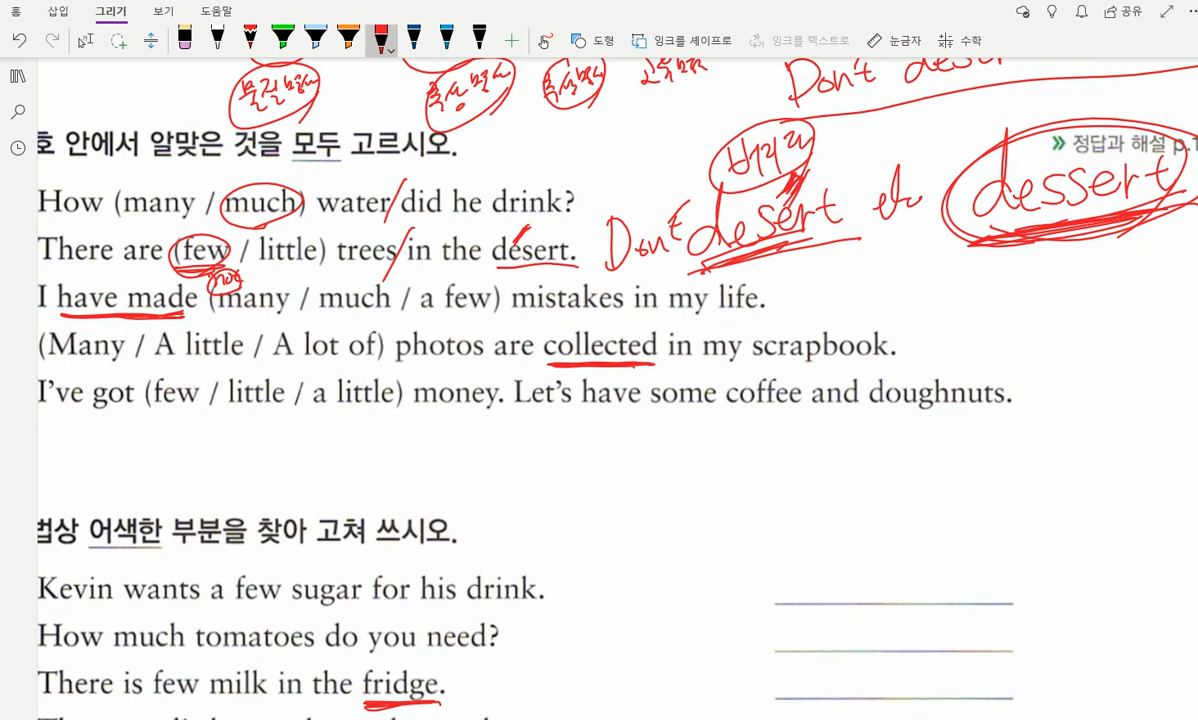 홈 삽입 그리기 보기 도움말 공유
도형 잉크를 셰이프로 잉크를 텍스트로 눈금자 수학
물질명사 추상명사
Don't deser
호 안에서 알맞은 것을 모두 고르시오.
» 정답과 해설 p.1
버리다
How (many / much) water did he drink?
Don't desert dessert
There are (few / little) trees in the desert.
I have made (many / much / a few) mistakes in my life.
(Many / A little / A lot of) photos are collected in my scrapbook.
I've got (few / little / a little) money. Let's have some coffee and doughnuts.
법상 어색한 부분을 찾아 고쳐 쓰시오.
Kevin wants a few sugar for his drink.
How much tomatoes do you need?
There is few milk in the fridge.